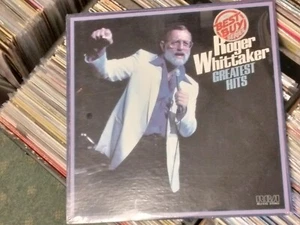 BEST
BUY
Roger
Whittaker
GREATEST
HITS
RCA